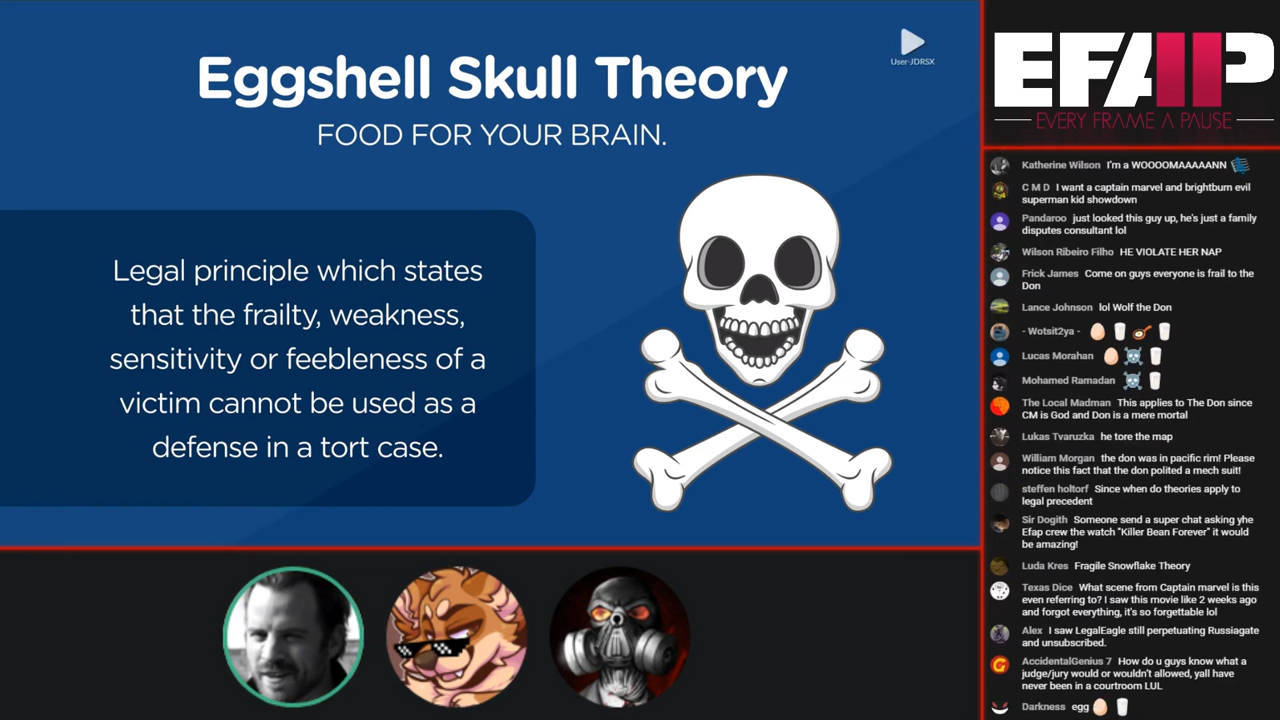 Eggshell Skull Theory
FOOD FOR YOUR BRAIN.
User-JDRSX
Legal principle which states
that the frailty, weakness,
sensitivity or feebleness of a
victim cannot be used as a
defense in a tort case.
EFAP
EVERY FRAME A PAUSE
Katherine Wilson I'm a WOOOOMAAAAANN
C M D I want a captain marvel and brightburn evil
superman kid showdown
Pandaroo just looked this guy up, he's just a family
disputes consultant lol
Wilson Ribeiro Filho HE VIOLATE HER NAP
Frick James Come on guys everyone is frail to the
Don
Lance Johnson lol Wolf the Don
- Wotsit2ya - 🥚🥛🍳🥛
Lucas Morahan 🥚☠️🥛
Mohamed Ramadan ☠️🥛
The Local Madman This applies to The Don since
CM is God and Don is a mere mortal
Lukas Tvaruzka he tore the map
William Morgan the don was in pacific rim! Please
notice this fact that the don polited a mech suit!
steffen holtorf Since when do theories apply to
legal precedent
Sir Dogith Someone send a super chat asking yhe
Efap crew the watch "Killer Bean Forever" it would
be amazing!
Luda Kres Fragile Snowflake Theory
Texas Dice What scene from Captain marvel is this
even referring to? I saw this movie like 2 weeks ago
and forgot everything, it's so forgettable lol
Alex I saw LegalEagle still perpetuating Russiagate
and unsubscribed.
AccidentalGenius 7 How do u guys know what a
judge/jury would or wouldn't allowed, yall have
never been in a courtroom LUL
Darkness egg 🥚🥛